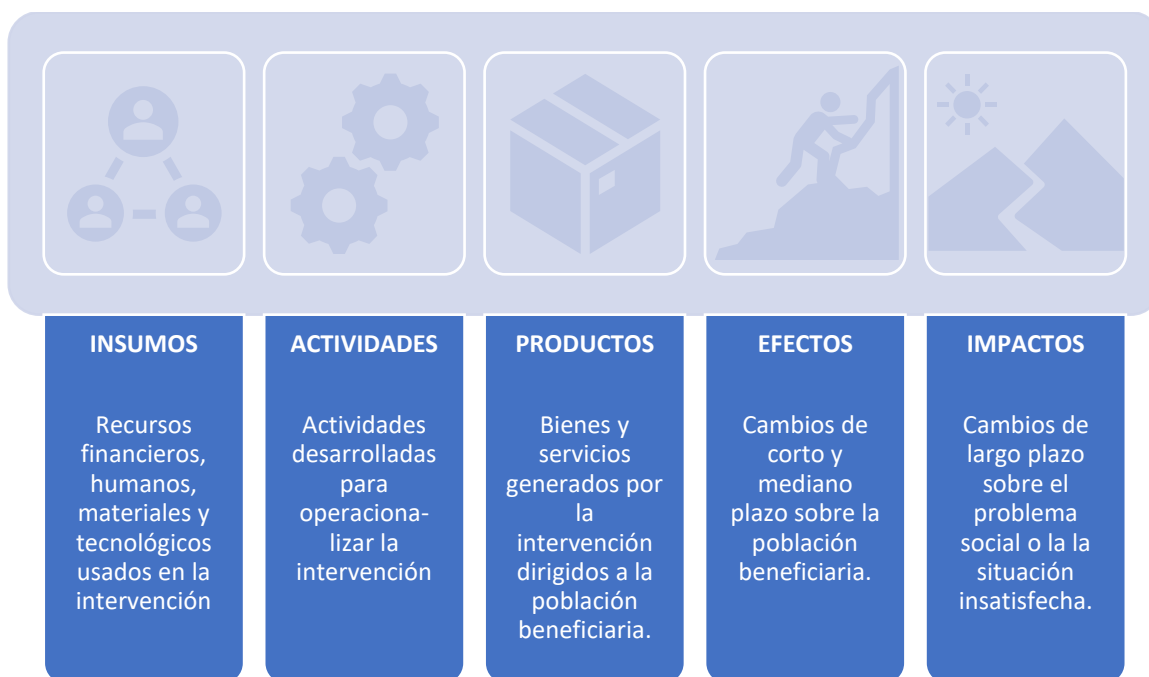 INSUMOS
Recursos
financieros,
humanos,
materiales y
tecnológicos
usados en la
intervención
ACTIVIDADES
Actividades
desarrolladas
para
operaciona-
lizar la
intervención
PRODUCTOS
Bienes y
servicios
generados por
la
intervención
dirigidos a la
población
beneficiaria.
EFECTOS
Cambios de
corto y
mediano
plazo sobre la
población
beneficiaria.
IMPACTOS
Cambios de
largo plazo
sobre el
problema
social o la la
situación
insatisfecha.